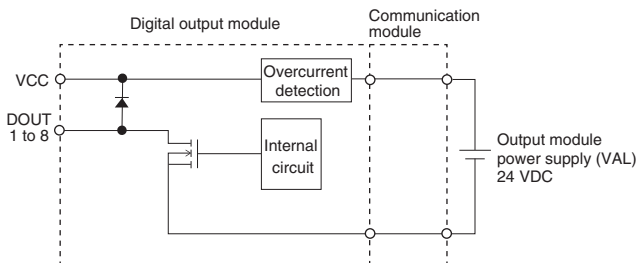 Digital output module
Communication
module
VCC
Overcurrent
detection
DOUT
1 to 8
Internal
circuit
Output module
power supply (VAL)
24 VDC